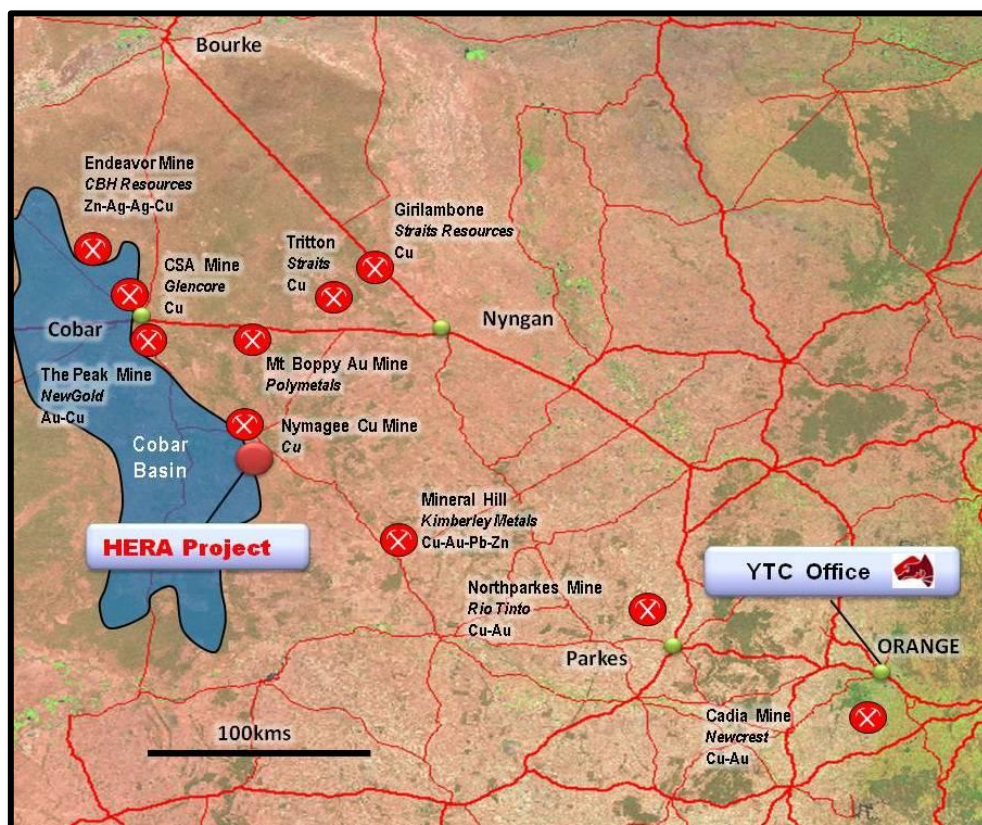 Bourke
Endeavor Mine
CBH Resources
Zn-Ag-Ag-Cu
Girilambone
Straits Resources
Cu
Tritton
Straits
Cu
CSA Mine
Glencore
Cu
Cobar
Nyngan
The Peak Mine
NewGold
Au-Cu
Mt Boppy Au Mine
Polymetals
Nymagee Cu Mine
Cu
Cobar
Basin
HERA Project
Mineral Hill
Kimberley Metals
Cu-Au-Pb-Zn
YTC Office
Northparkes Mine
Rio Tinto
Cu-Au
Parkes
ORANGE
Cadia Mine
Newcrest
Cu-Au
100kms